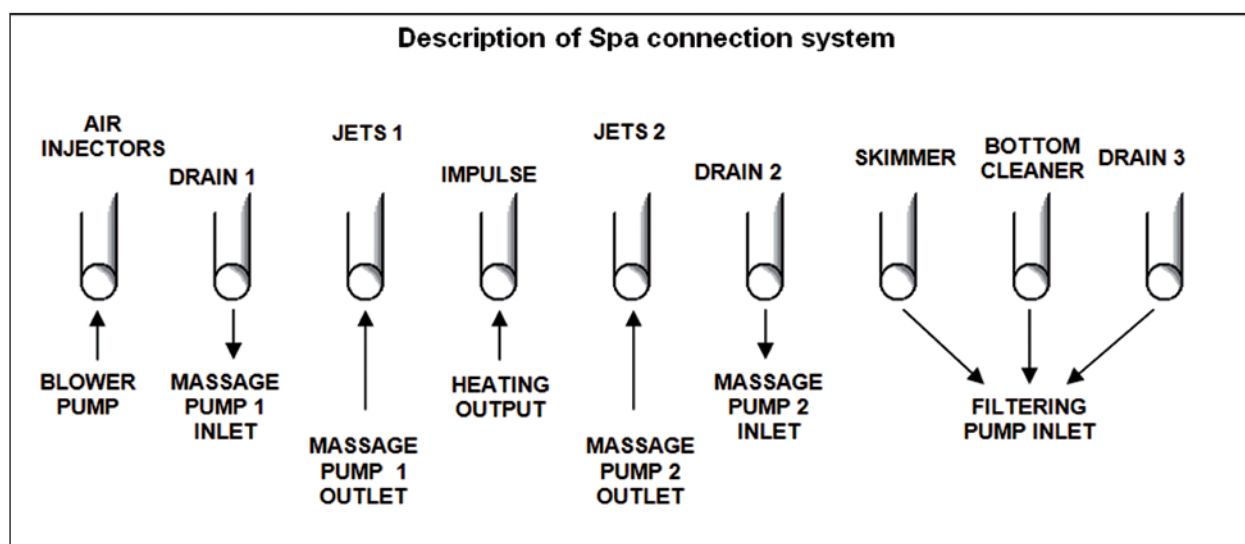 Description of Spa connection system
AIR
INJECTORS
DRAIN 1
JETS 1
IMPULSE
JETS 2
DRAIN 2
SKIMMER
BOTTOM
CLEANER
DRAIN 3
BLOWER
PUMP
MASSAGE
PUMP 1
INLET
MASSAGE
PUMP 1
OUTLET
HEATING
OUTPUT
MASSAGE
PUMP 2
OUTLET
MASSAGE
PUMP 2
INLET
FILTERING
PUMP INLET